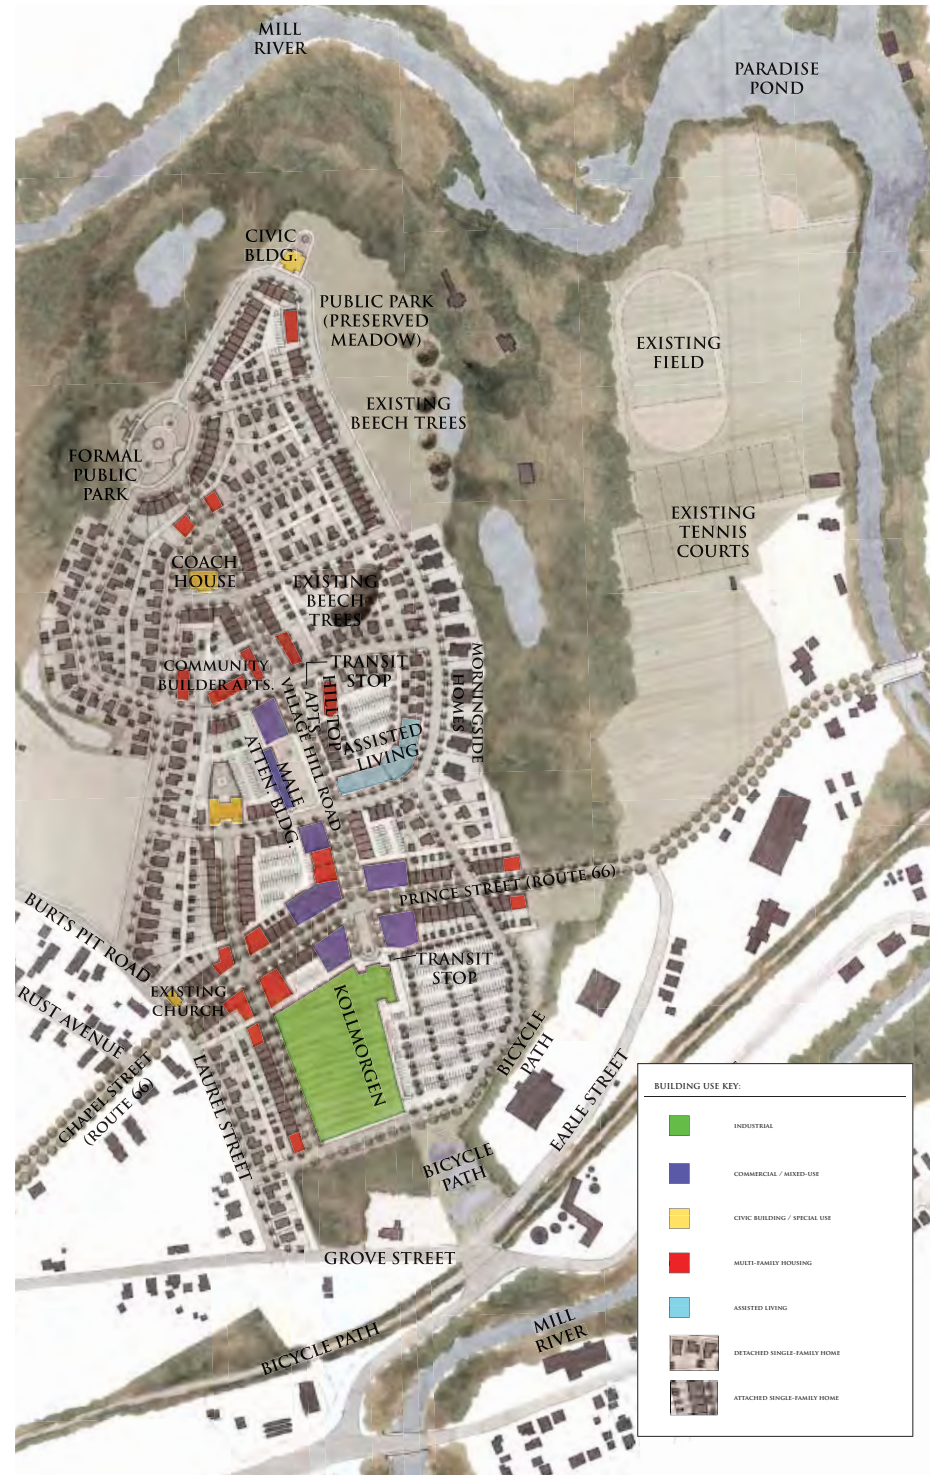 MILL
RIVER
PARADISE
POND
CIVIC
BLDG.
PUBLIC PARK
(PRESERVED
MEADOW)
EXISTING
FIELD
EXISTING
BEECH TREES
FORMAL
PUBLIC
PARK
EXISTING
TENNIS
COURTS
COACH
HOUSE
EXISTING
BEECH
TREES
COMMUNITY
BUILDER APTS.
TRANSIT
STOP
HILLTOP
APTS.
MORNINGSIDE
HOMES
VILLAGE HILL ROAD
ASSISTED
LIVING
MALE
ATTEN. BLDG.
PRINCE STREET (ROUTE 66)
BURTS PIT ROAD
TRANSIT
STOP
RUST AVENUE
EXISTING
CHURCH
KOLLMORGEN
BICYCLE
PATH
CHAPEL STREET
(ROUTE 66)
LAUREL STREET
EARLE STREET
BICYCLE
PATH
GROVE STREET
MILL
RIVER
BICYCLE PATH
BUILDING USE KEY:
INDUSTRIAL
COMMERCIAL / MIXED-USE
CIVIC BUILDING / SPECIAL USE
MULTI-FAMILY HOUSING
ASSISTED LIVING
DETACHED SINGLE-FAMILY HOME
ATTACHED SINGLE-FAMILY HOME